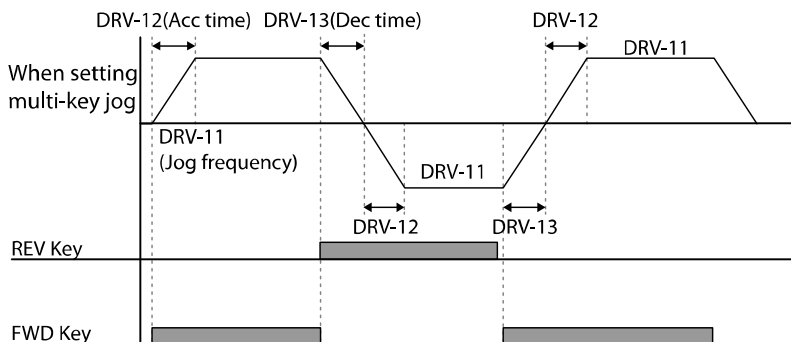 DRV-12(Acc time) DRV-13(Dec time) DRV-12
DRV-11
When setting
multi-key jog
DRV-11
(Jog frequency)
DRV-11
DRV-12
DRV-13
REV Key
FWD Key